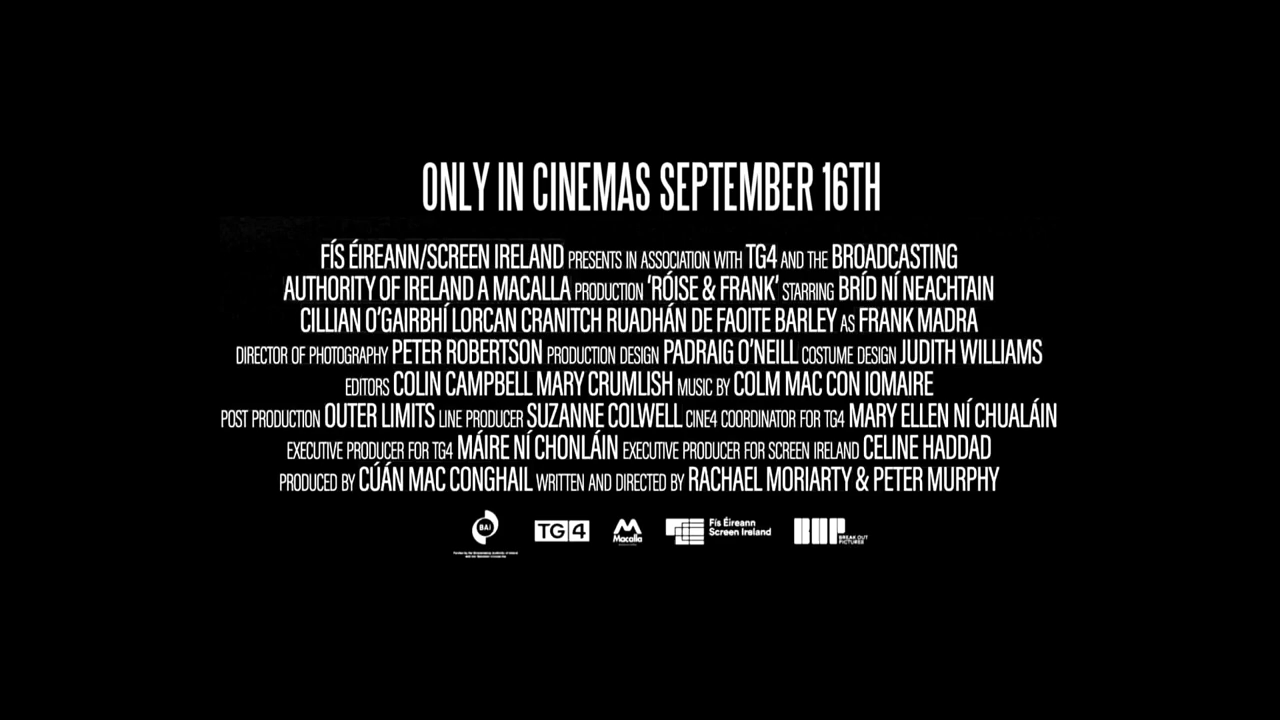 ONLY IN CINEMAS SEPTEMBER 16TH
FÍS ÉIREANN/SCREEN IRELAND PRESENTS IN ASSOCIATION WITH TG4 AND THE BROADCASTING
AUTHORITY OF IRELAND A MACALLA PRODUCTION 'RÓISE & FRANK' STARRING BRÍD NÍ NEACHTAIN
CILLIAN O'GAIRBHÍ LORCAN CRANITCH RUADHÁN DE FAOITE BARLEY AS FRANK MADRA
DIRECTOR OF PHOTOGRAPHY PETER ROBERTSON PRODUCTION DESIGN PADRAIG O'NEILL COSTUME DESIGN JUDITH WILLIAMS
EDITORS COLIN CAMPBELL MARY CRUMLISH MUSIC BY COLM MAC CON IOMAIRE
POST PRODUCTION OUTER LIMITS LINE PRODUCER SUZANNE COLWELL CINE4 COORDINATOR FOR TG4 MARY ELLEN NÍ CHUALÁIN
EXECUTIVE PRODUCER FOR TG4 MÁIRE NÍ CHONLÁIN EXECUTIVE PRODUCER FOR SCREEN IRELAND CELINE HADDAD
PRODUCED BY CÚÁN MAC CONGHAIL WRITTEN AND DIRECTED BY RACHAEL MORIARTY & PETER MURPHY
BAI
TG4
Macalla
Fís Éireann
Screen Ireland
BOP
BREAK OUT
PICTURES